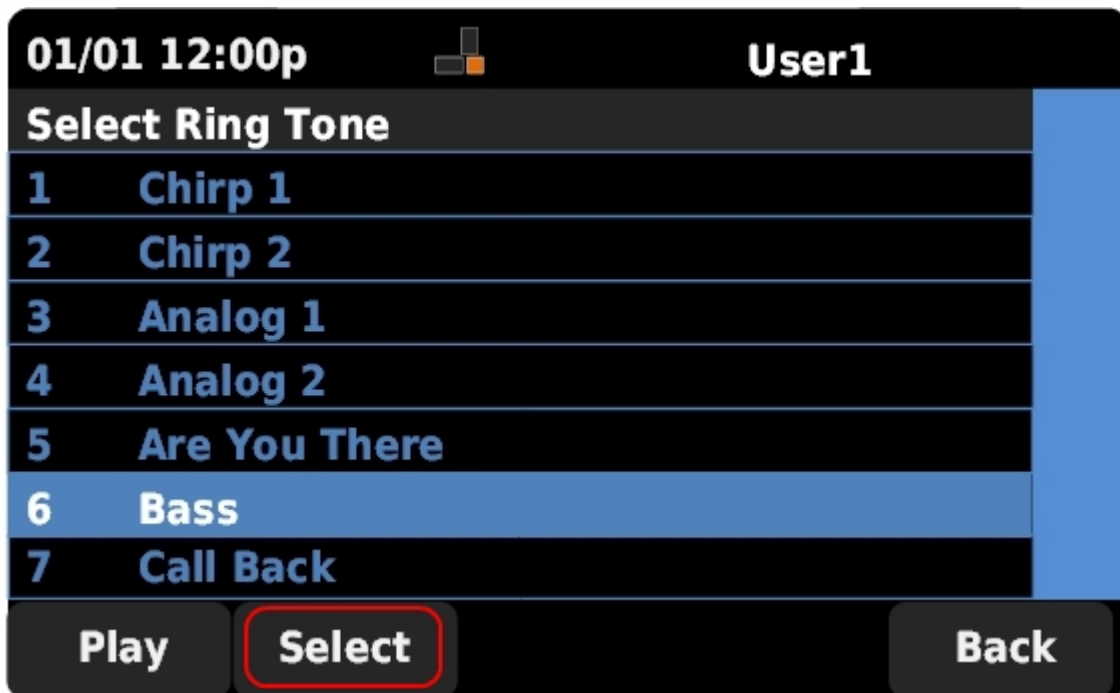 01/01 12:00p User1
Select Ring Tone
1 Chirp 1
2 Chirp 2
3 Analog 1
4 Analog 2
5 Are You There
6 Bass
7 Call Back
Play Select Back